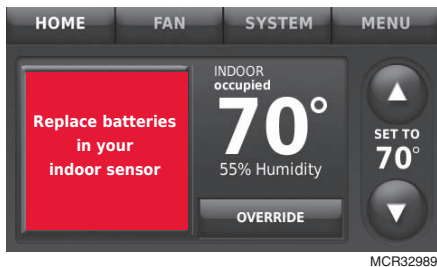 HOME FAN SYSTEM MENU
Replace batteries
in your
indoor sensor
INDOOR
occupied
70°
55% Humidity
OVERRIDE
SET TO
70°
MCR32989